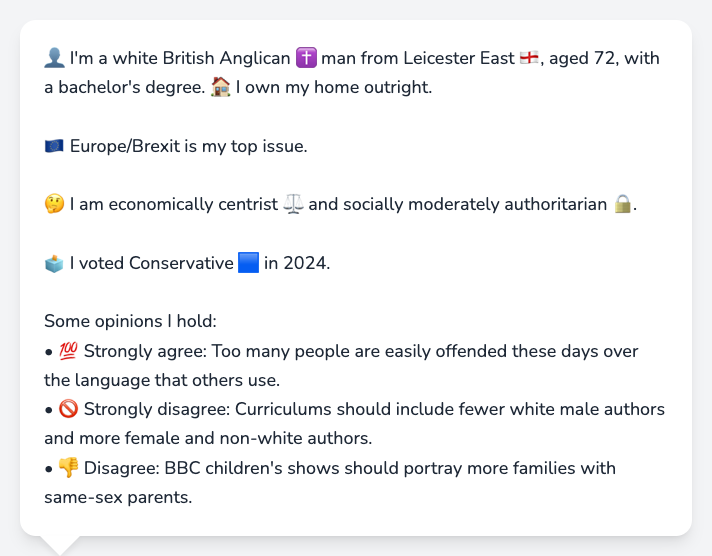 👤 I'm a white British Anglican ✝️ man from Leicester East 🏴󠁧󠁢󠁥󠁮󠁧󠁿, aged 72, with
a bachelor's degree. 🏠 I own my home outright.
🇪🇺 Europe/Brexit is my top issue.
🤔 I am economically centrist ⚖️ and socially moderately authoritarian 🔒.
🗳️ I voted Conservative 🟦 in 2024.
Some opinions I hold:
• 💯 Strongly agree: Too many people are easily offended these days over
the language that others use.
• 🚫 Strongly disagree: Curriculums should include fewer white male authors
and more female and non-white authors.
• 👎 Disagree: BBC children's shows should portray more families with
same-sex parents.